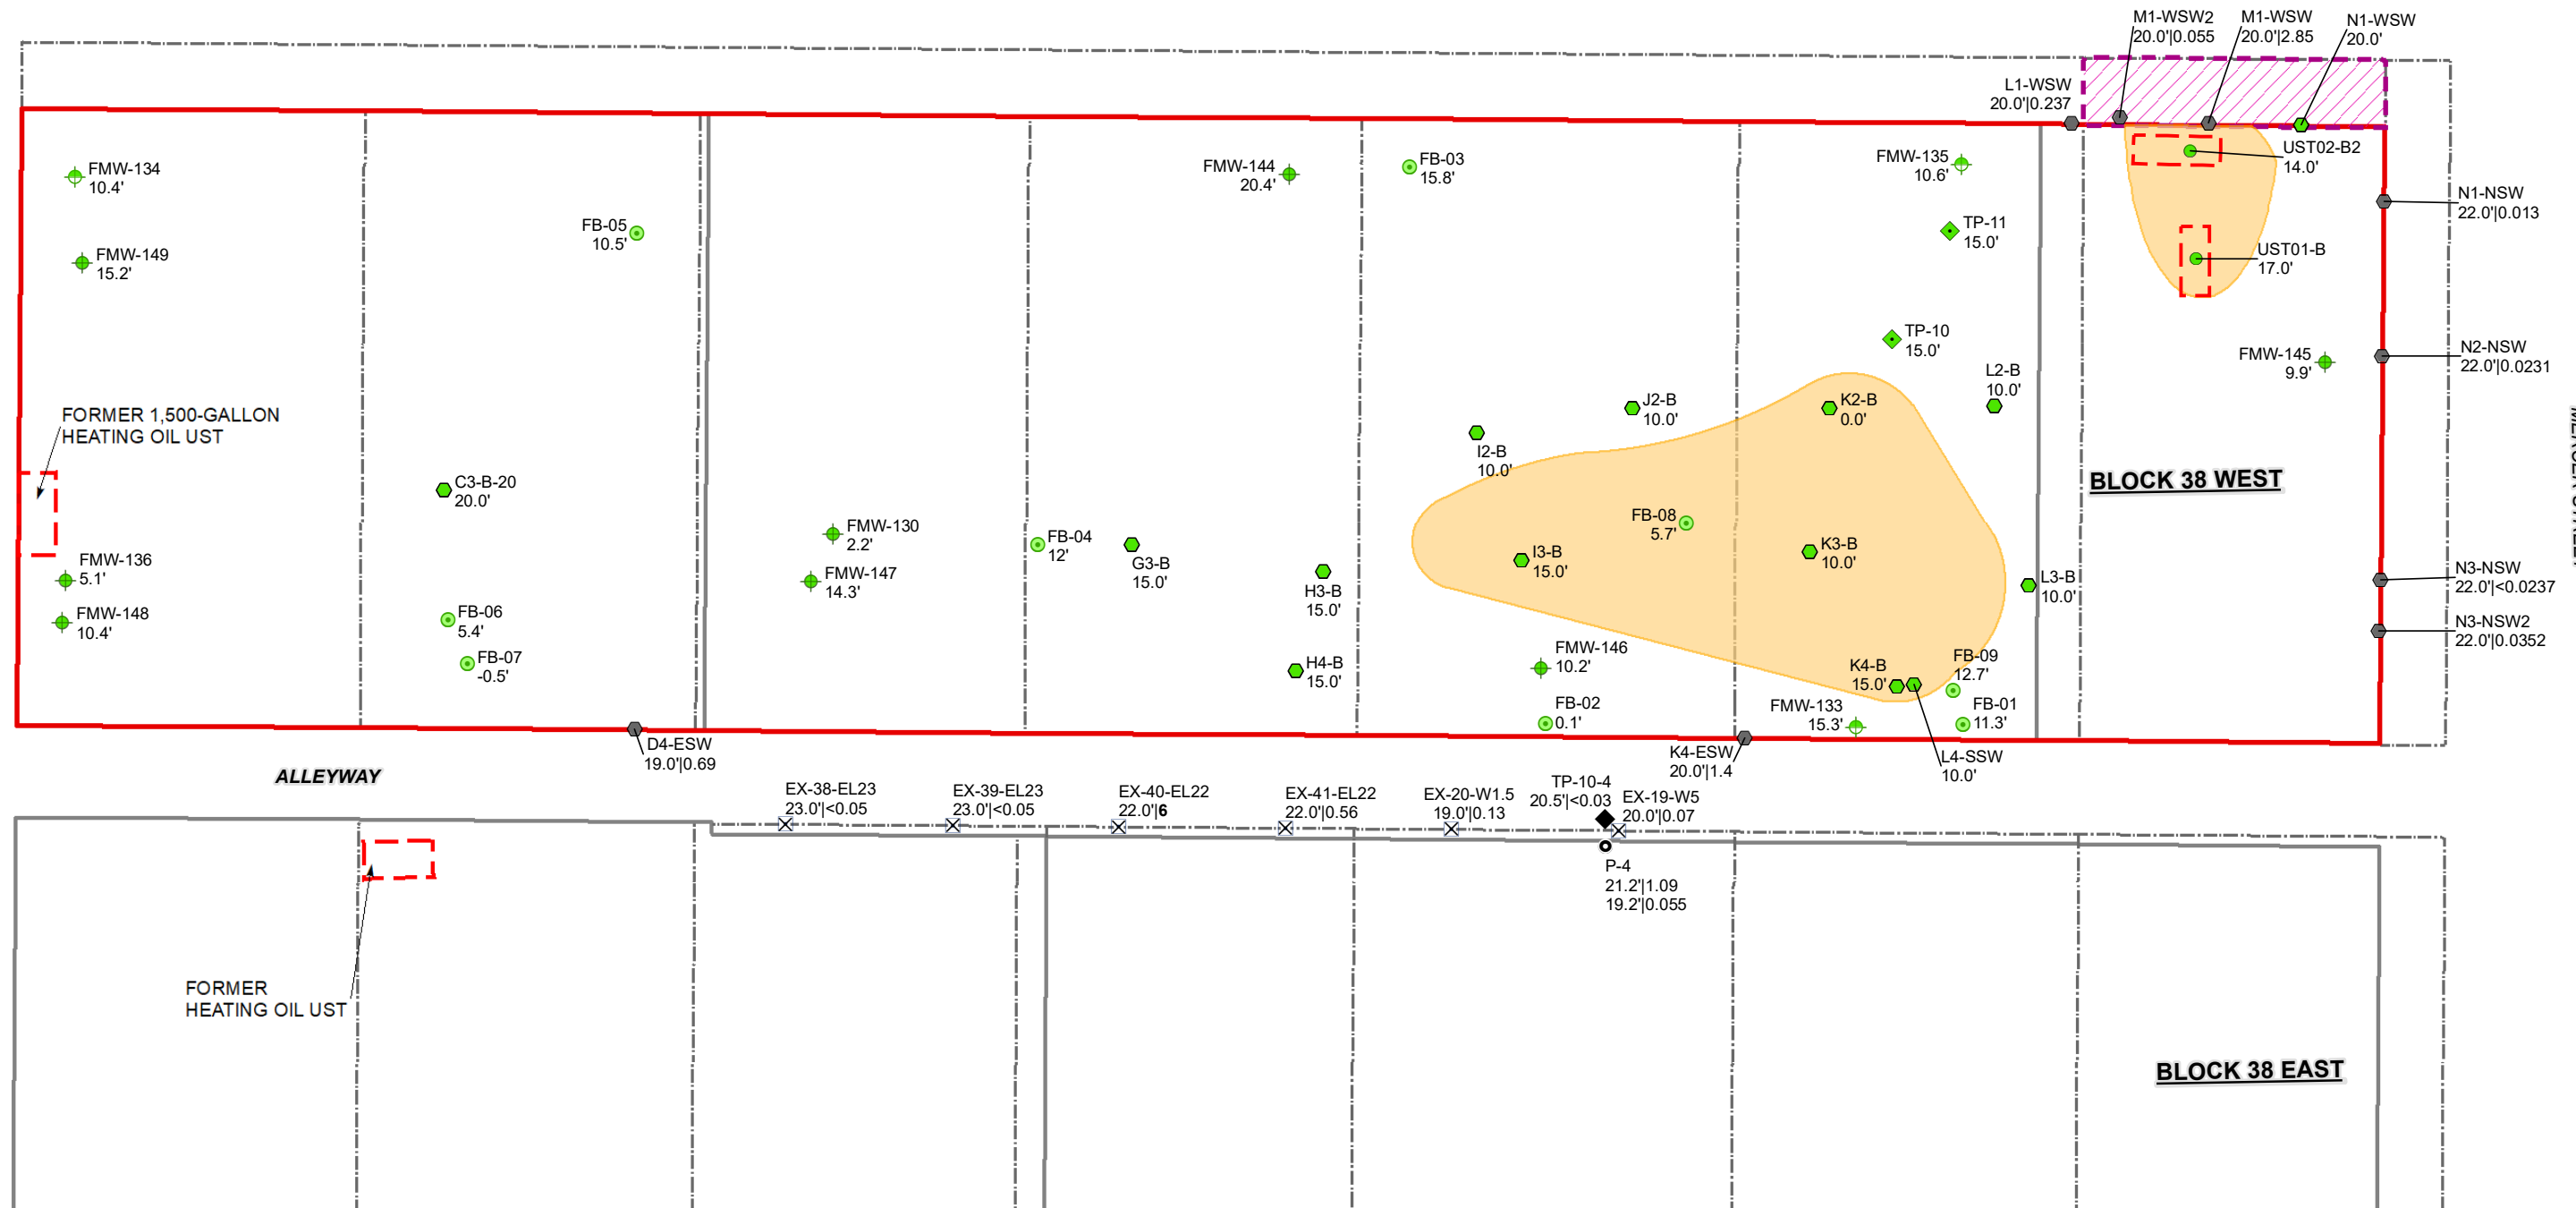 M1-WSW2
20.0'|0.055
M1-WSW
20.0'|2.85
N1-WSW
20.0'
L1-WSW
20.0'|0.237
UST02-B2
14.0'
FMW-134
10.4'
FMW-144
20.4'
FB-03
15.8'
FMW-135
10.6'
N1-NSW
22.0'|0.013
FB-05
10.5'
TP-11
15.0'
FMW-149
15.2'
UST01-B
17.0'
TP-10
15.0'
FMW-145
9.9'
N2-NSW
22.0'|0.0231
L2-B
10.0'
J2-B
10.0'
K2-B
0.0'
FORMER 1,500-GALLON
HEATING OIL UST
I2-B
10.0'
BLOCK 38 WEST
C3-B-20
20.0'
FMW-130
2.2'
FB-04
12'
G3-B
15.0'
FB-08
5.7'
I3-B
15.0'
K3-B
10.0'
FMW-136
5.1'
FMW-147
14.3'
H3-B
15.0'
L3-B
10.0'
N3-NSW
22.0'|<0.0237
FMW-148
10.4'
FB-06
5.4'
N3-NSW2
22.0'|0.0352
FB-07
-0.5'
H4-B
15.0'
FMW-146
10.2'
K4-B
15.0'
FB-09
12.7'
FB-02
0.1'
FMW-133
15.3'
FB-01
11.3'
D4-ESW
19.0'|0.69
K4-ESW
20.0'|1.4
L4-SSW
10.0'
ALLEYWAY
EX-38-EL23
23.0'|<0.05
EX-39-EL23
23.0'|<0.05
EX-40-EL22
22.0'|6
EX-41-EL22
22.0'|0.56
EX-20-W1.5
19.0'|0.13
TP-10-4
20.5'|<0.03
EX-19-W5
20.0'|0.07
P-4
21.2'|1.09
19.2'|0.055
FORMER
HEATING OIL UST
BLOCK 38 EAST